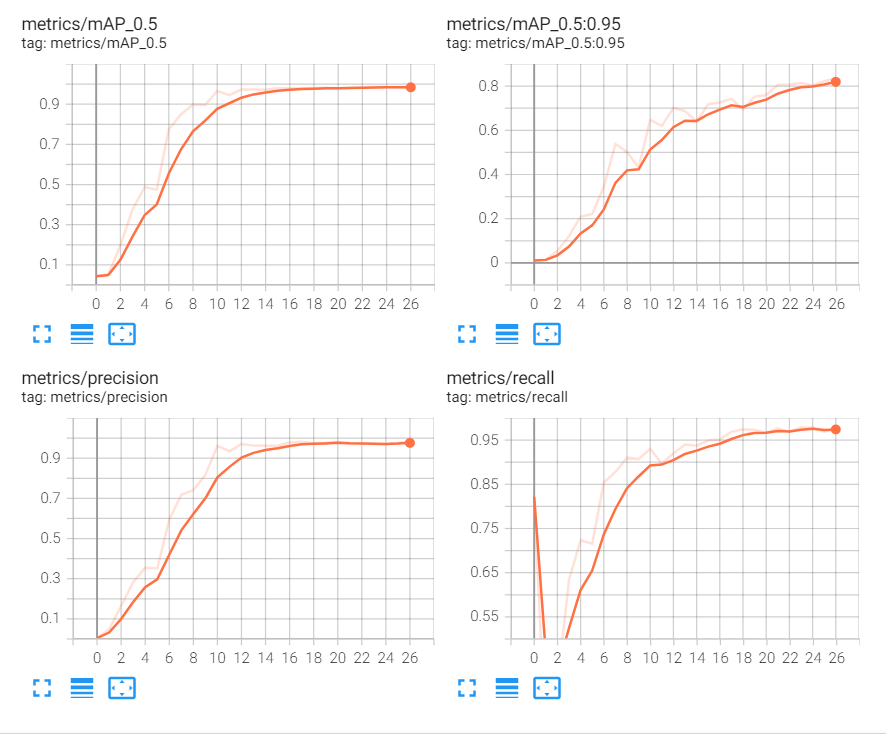 metrics/mAP_0.5
tag: metrics/mAP_0.5
0.9
0.7
0.5
0.3
0.1
0 2 4 6 8 10 12 14 16 18 20 22 24 26
metrics/mAP_0.5:0.95
tag: metrics/mAP_0.5:0.95
0.8
0.6
0.4
0.2
0
0 2 4 6 8 10 12 14 16 18 20 22 24 26
metrics/precision
tag: metrics/precision
0.9
0.7
0.5
0.3
0.1
0 2 4 6 8 10 12 14 16 18 20 22 24 26
metrics/recall
tag: metrics/recall
0.95
0.85
0.75
0.65
0.55
0 2 4 6 8 10 12 14 16 18 20 22 24 26